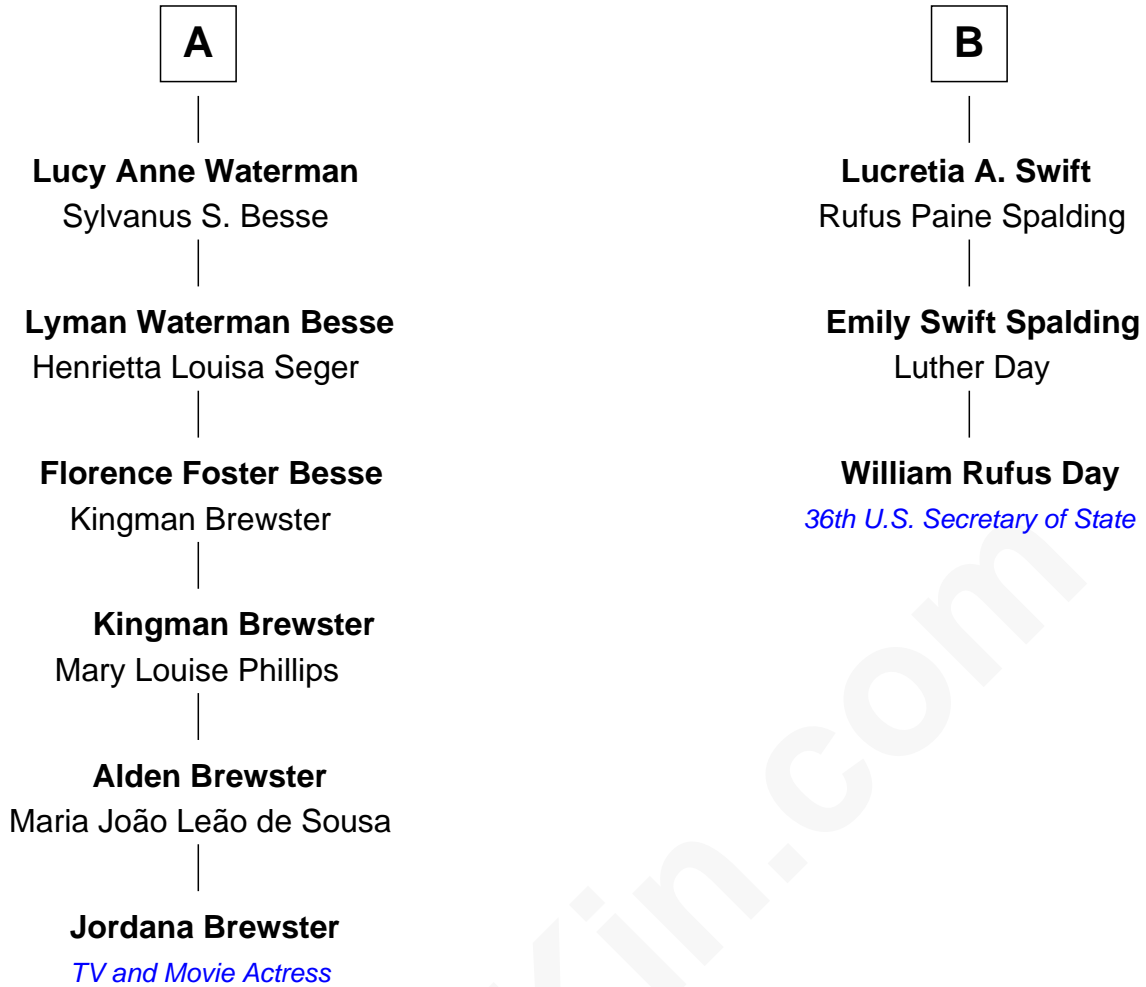 A
Lucy Anne Waterman
Sylvanus S. Besse
Lyman Waterman Besse
Henrietta Louisa Seger
Florence Foster Besse
Kingman Brewster
Kingman Brewster
Mary Louise Phillips
Alden Brewster
Maria João Leão de Sousa
Jordana Brewster
TV and Movie Actress
B
Lucretia A. Swift
Rufus Paine Spalding
Emily Swift Spalding
Luther Day
William Rufus Day
36th U.S. Secretary of State
Kin.com